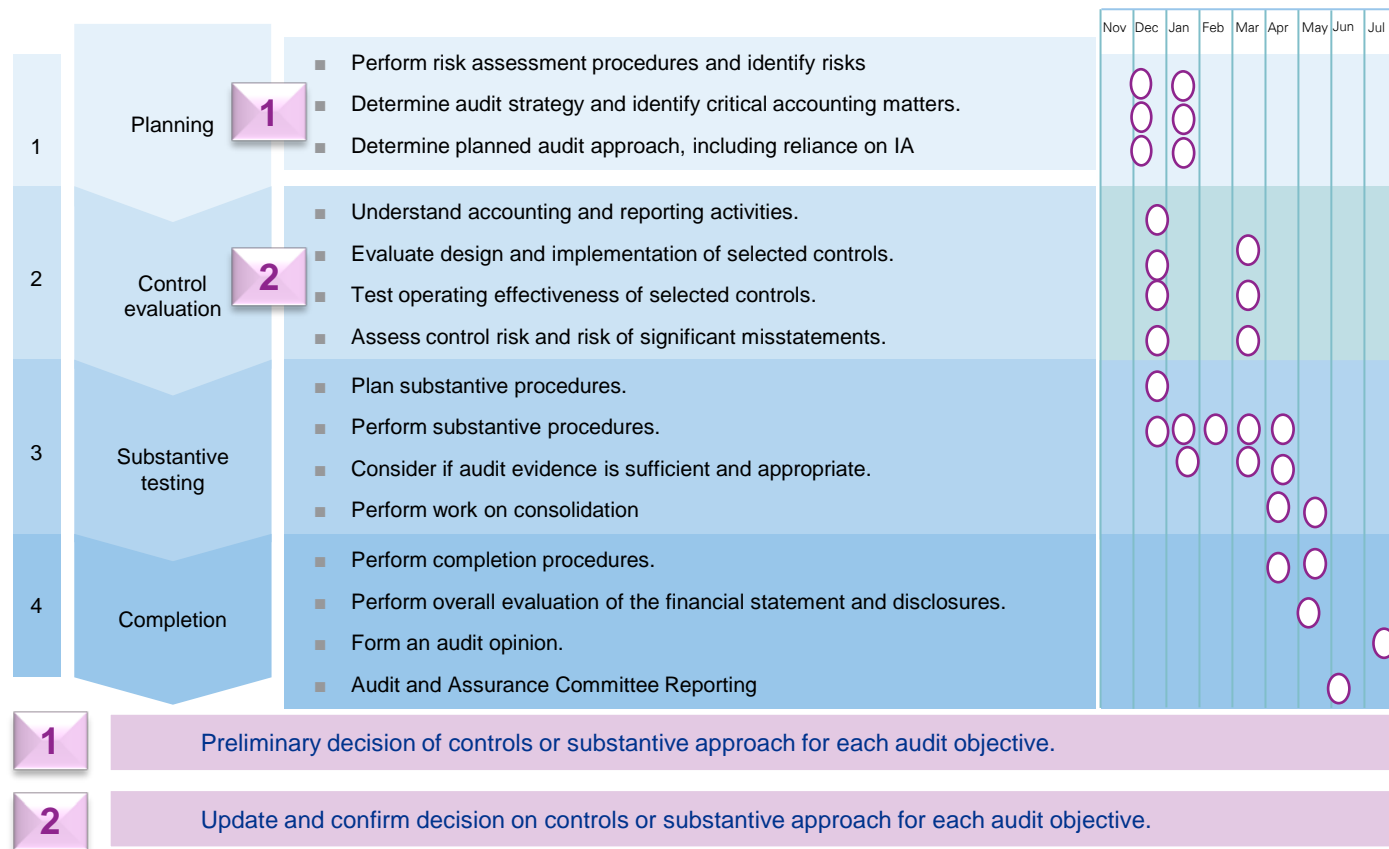 Nov Dec Jan Feb Mar Apr May Jun Jul
1
Planning
1
Perform risk assessment procedures and identify risks
Determine audit strategy and identify critical accounting matters.
Determine planned audit approach, including reliance on IA
2
Control
evaluation
2
Understand accounting and reporting activities.
Evaluate design and implementation of selected controls.
Test operating effectiveness of selected controls.
Assess control risk and risk of significant misstatements.
3
Substantive
testing
Plan substantive procedures.
Perform substantive procedures.
Consider if audit evidence is sufficient and appropriate.
Perform work on consolidation
4
Completion
Perform completion procedures.
Perform overall evaluation of the financial statement and disclosures.
Form an audit opinion.
Audit and Assurance Committee Reporting
1
Preliminary decision of controls or substantive approach for each audit objective.
2
Update and confirm decision on controls or substantive approach for each audit objective.